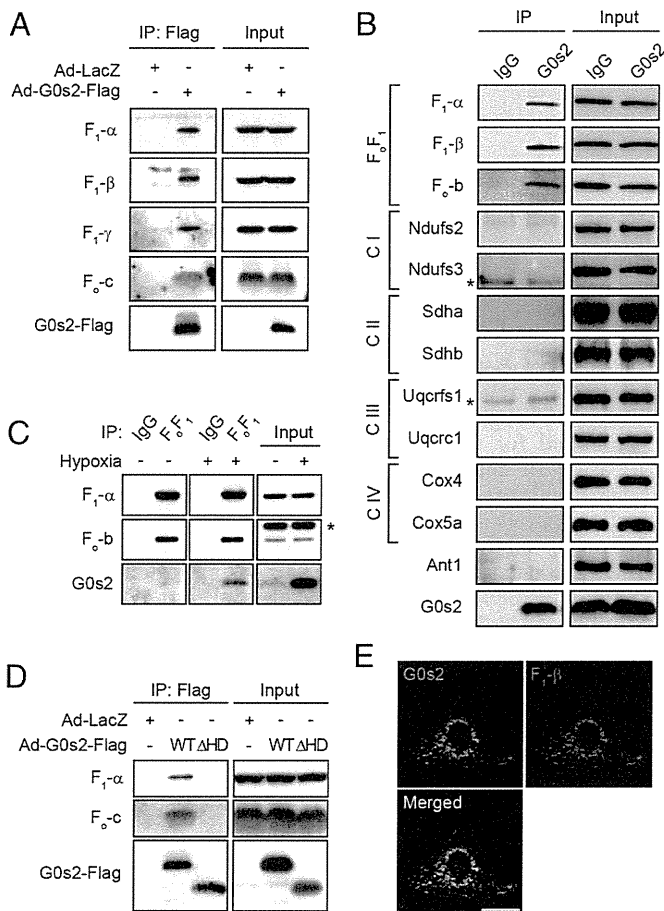 A
IP: Flag Input
Ad-LacZ + - + -
Ad-G0s2-Flag - + - +
F₁-α
F₁-β
F₁-γ
Fₒ-c
G0s2-Flag
B
IP Input
IgG G0s2 IgG G0s2
FₒF₁
F₁-α
F₁-β
Fₒ-b
C I
Ndufs2
Ndufs3
*
C II
Sdha
Sdhb
C III
Uqcrfs1
*
Uqcrc1
C IV
Cox4
Cox5a
Ant1
G0s2
C
IP: IgG FₒF₁ IgG FₒF₁ Input
Hypoxia - - + + - +
F₁-α
Fₒ-b *
G0s2
D
IP: Flag Input
Ad-LacZ + - - + - -
Ad-G0s2-Flag - WT ΔHD - WT ΔHD
F₁-α
Fₒ-c
G0s2-Flag
E
G0s2 F₁-β
Merged